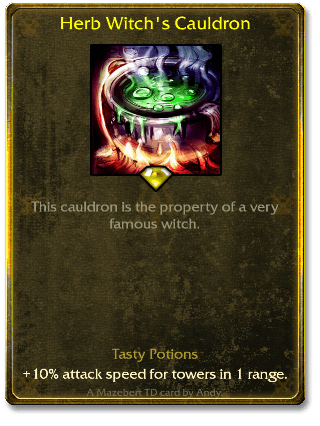 Herb Witch's Cauldron
This cauldron is the property of a very
famous witch.
Tasty Potions
+10% attack speed for towers in 1 range.
A Mazebert TD card by Andy.